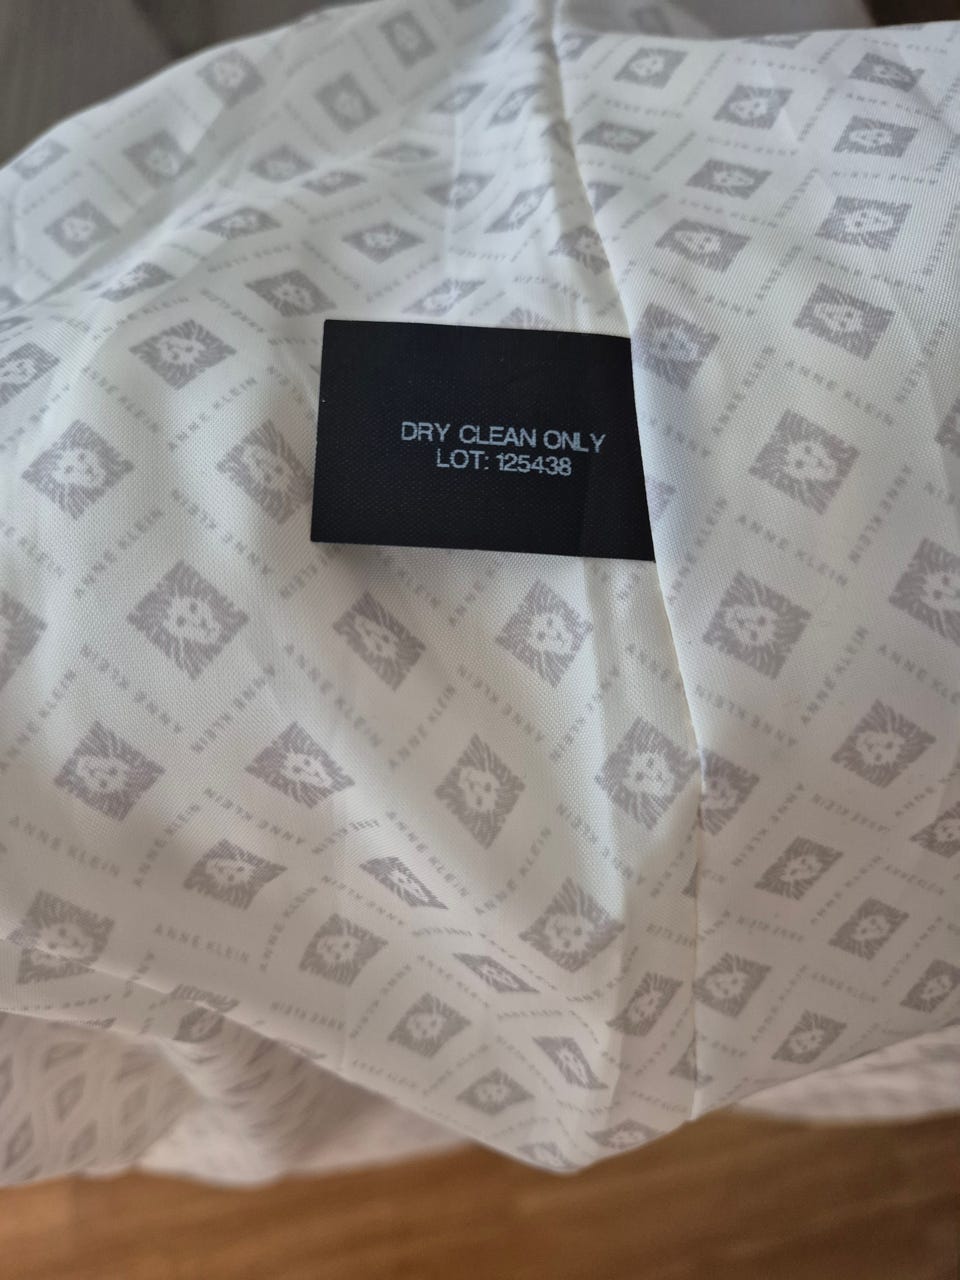 DRY CLEAN ONLY
LOT: 125438
ANNE KLEIN